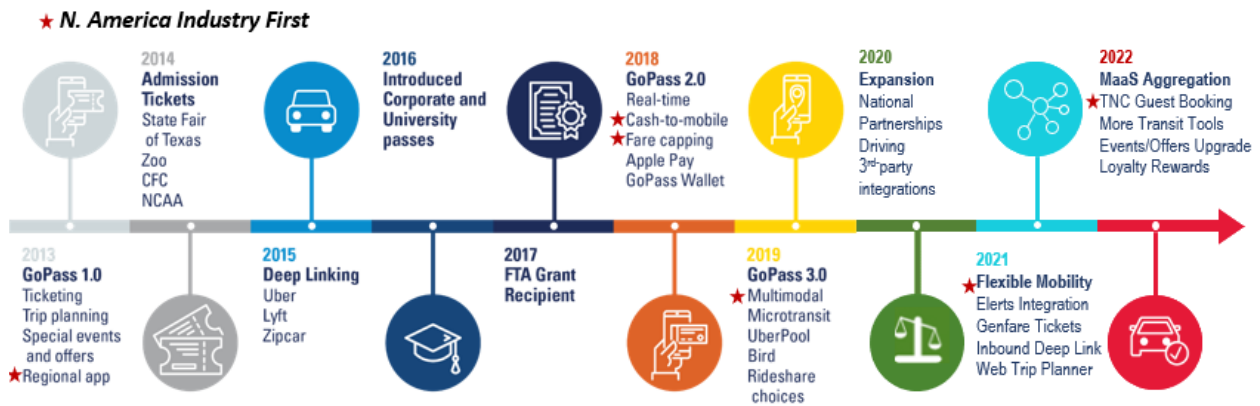 ★ N. America Industry First
2013
GoPass 1.0
Ticketing
Trip planning
Special events
and offers
★Regional app
2014
Admission
Tickets
State Fair
of Texas
Zoo
CFC
NCAA
2015
Deep Linking
Uber
Lyft
Zipcar
2016
Introduced
Corporate and
University
passes
2017
FTA Grant
Recipient
2018
GoPass 2.0
Real-time
★Cash-to-mobile
★Fare capping
Apple Pay
GoPass Wallet
2019
GoPass 3.0
★Multimodal
Microtransit
UberPool
Bird
Rideshare
choices
2020
Expansion
National
Partnerships
Driving
3rd-party
integrations
2021
★Flexible Mobility
Elerts Integration
Genfare Tickets
Inbound Deep Link
Web Trip Planner
2022
MaaS Aggregation
★TNC Guest Booking
More Transit Tools
Events/Offers Upgrade
Loyalty Rewards